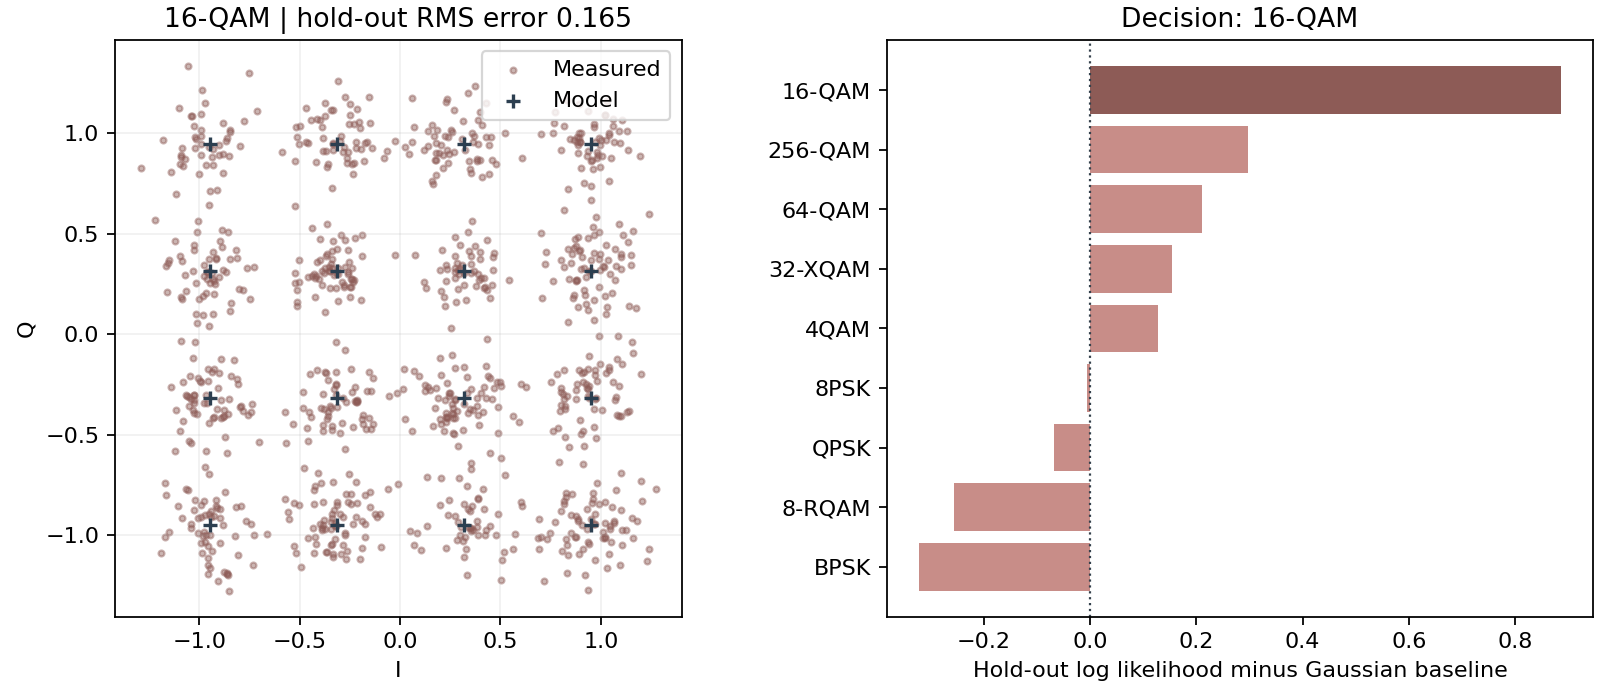 16-QAM | hold-out RMS error 0.165
Measured
Model
1.0
0.5
0.0
−0.5
−1.0
Q
−1.0
−0.5
0.0
0.5
1.0
I
Decision: 16-QAM
16-QAM
256-QAM
64-QAM
32-XQAM
4QAM
8PSK
QPSK
8-RQAM
BPSK
−0.2
0.0
0.2
0.4
0.6
0.8
Hold-out log likelihood minus Gaussian baseline